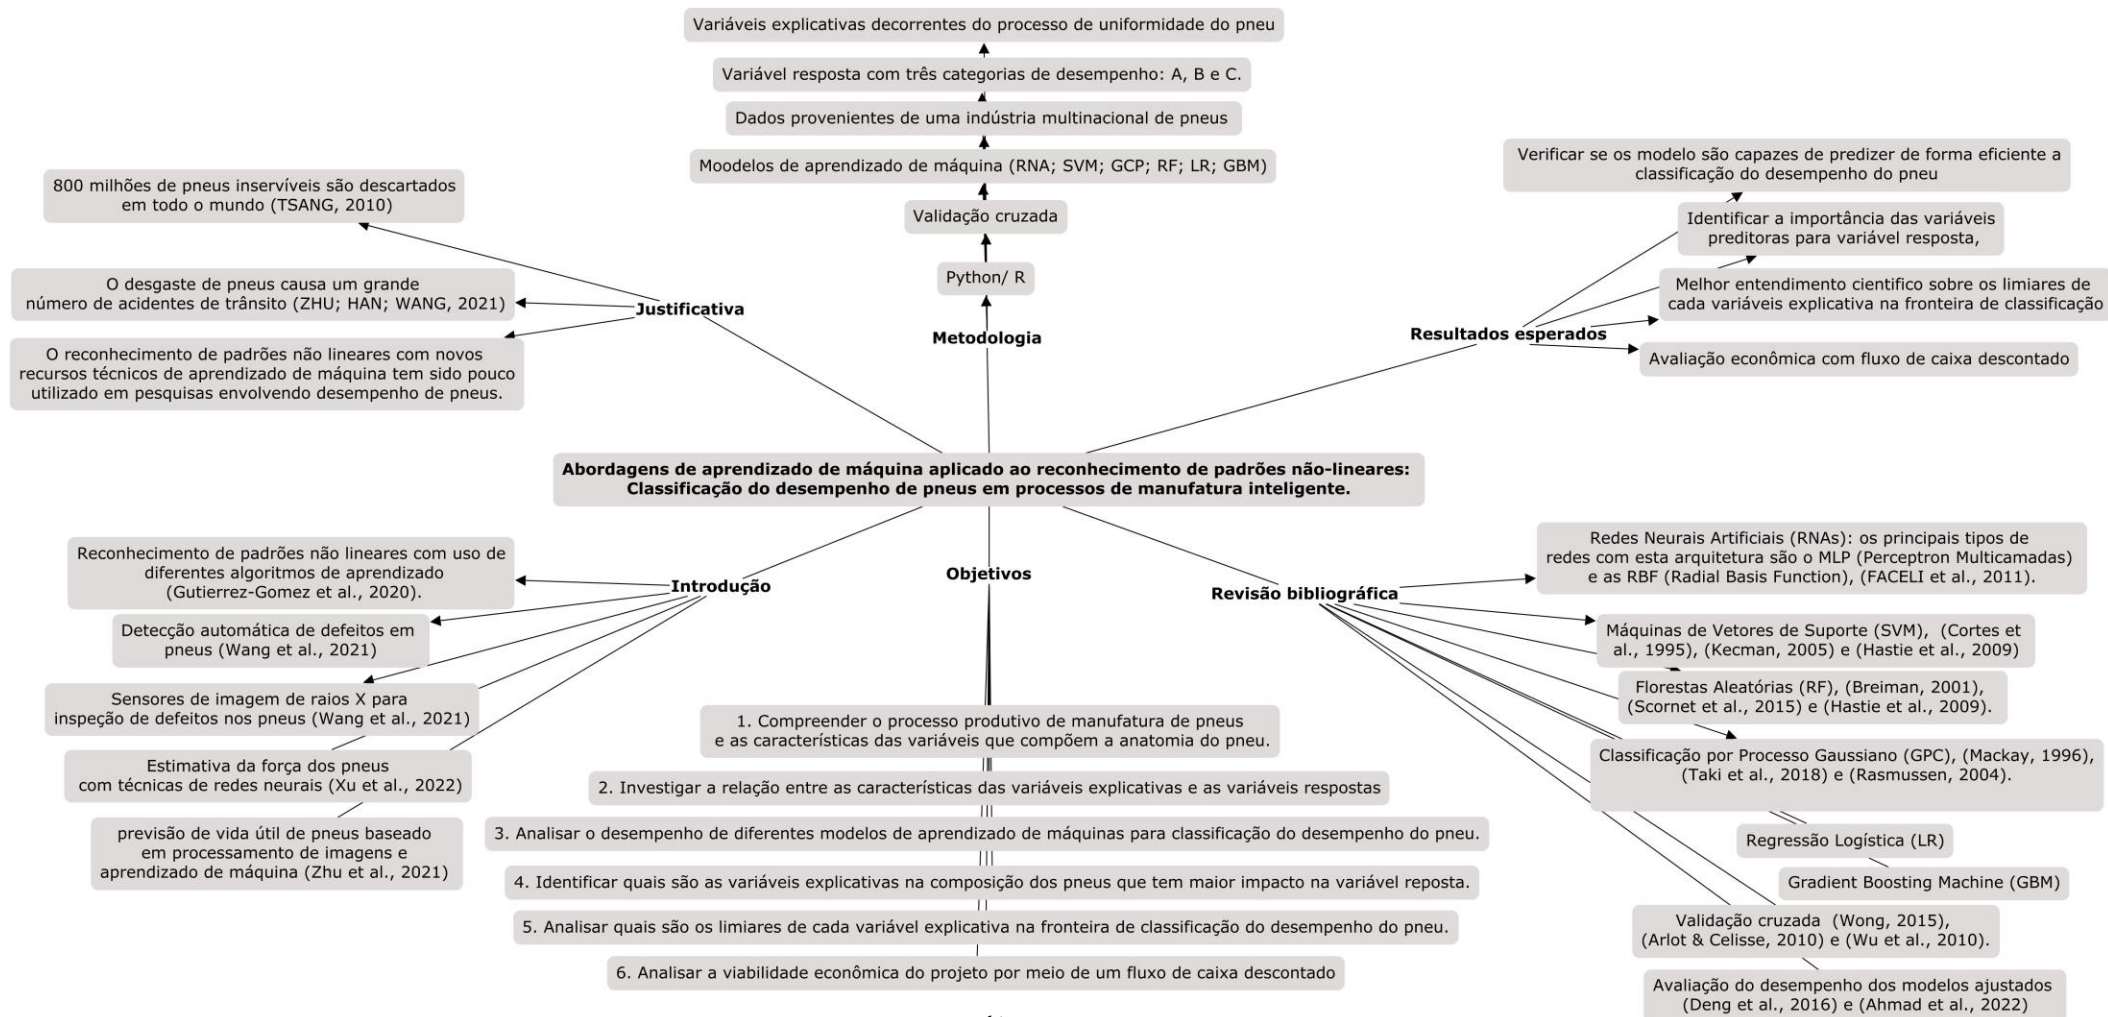 Variáveis explicativas decorrentes do processo de uniformidade do pneu
Variável resposta com três categorias de desempenho: A, B e C.
Dados provenientes de uma indústria multinacional de pneus
Moodelos de aprendizado de máquina (RNA; SVM; GCP; RF; LR; GBM)
Validação cruzada
Python/ R
Metodologia
800 milhões de pneus inservíveis são descartados
em todo o mundo (TSANG, 2010)
O desgaste de pneus causa um grande
número de acidentes de trânsito (ZHU; HAN; WANG, 2021)
O reconhecimento de padrões não lineares com novos
recursos técnicos de aprendizado de máquina tem sido pouco
utilizado em pesquisas envolvendo desempenho de pneus.
Justificativa
Verificar se os modelo são capazes de predizer de forma eficiente a
classificação do desempenho do pneu
Identificar a importância das variáveis
preditoras para variável resposta,
Melhor entendimento cientifico sobre os limiares de
cada variáveis explicativa na fronteira de classificação
Avaliação econômica com fluxo de caixa descontado
Resultados esperados
Abordagens de aprendizado de máquina aplicado ao reconhecimento de padrões não-lineares:
Classificação do desempenho de pneus em processos de manufatura inteligente.
Introdução
Reconhecimento de padrões não lineares com uso de
diferentes algoritmos de aprendizado
(Gutierrez-Gomez et al., 2020).
Detecção automática de defeitos em
pneus (Wang et al., 2021)
Sensores de imagem de raios X para
inspeção de defeitos nos pneus (Wang et al., 2021)
Estimativa da força dos pneus
com técnicas de redes neurais (Xu et al., 2022)
previsão de vida útil de pneus baseado
em processamento de imagens e
aprendizado de máquina (Zhu et al., 2021)
Objetivos
1. Compreender o processo produtivo de manufatura de pneus
e as características das variáveis que compõem a anatomia do pneu.
2. Investigar a relação entre as características das variáveis explicativas e as variáveis respostas
3. Analisar o desempenho de diferentes modelos de aprendizado de máquinas para classificação do desempenho do pneu.
4. Identificar quais são as variáveis explicativas na composição dos pneus que tem maior impacto na variável reposta.
5. Analisar quais são os limiares de cada variável explicativa na fronteira de classificação do desempenho do pneu.
6. Analisar a viabilidade econômica do projeto por meio de um fluxo de caixa descontado
Revisão bibliográfica
Redes Neurais Artificiais (RNAs): os principais tipos de
redes com esta arquitetura são o MLP (Perceptron Multicamadas)
e as RBF (Radial Basis Function), (FACELI et al., 2011).
Máquinas de Vetores de Suporte (SVM), (Cortes et
al., 1995), (Kecman, 2005) e (Hastie et al., 2009)
Florestas Aleatórias (RF), (Breiman, 2001),
(Scornet et al., 2015) e (Hastie et al., 2009).
Classificação por Processo Gaussiano (GPC), (Mackay, 1996),
(Taki et al., 2018) e (Rasmussen, 2004).
Regressão Logística (LR)
Gradient Boosting Machine (GBM)
Validação cruzada (Wong, 2015),
(Arlot & Celisse, 2010) e (Wu et al., 2010).
Avaliação do desempenho dos modelos ajustados
(Deng et al., 2016) e (Ahmad et al., 2022)